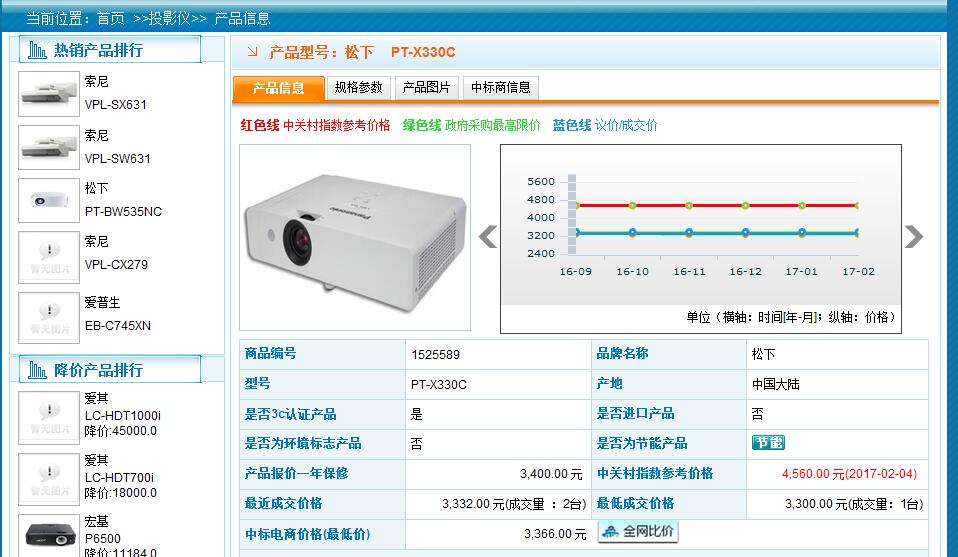 当前位置：首页 >>投影仪>> 产品信息
热销产品排行
索尼
VPL-SX631
索尼
VPL-SW631
松下
PT-BW535NC
索尼
VPL-CX279
暂无图片
爱普生
EB-C745XN
暂无图片
降价产品排行
爱其
LC-HDT1000i
降价:45000.0
暂无图片
爱其
LC-HDT700i
降价:18000.0
暂无图片
宏基
P6500
降价:11184.0
产品型号：松下 PT-X330C
产品信息 规格参数 产品图片 中标商信息
红色线 中关村指数参考价格 绿色线 政府采购最高限价 蓝色线 议价/成交价
Panasonic
5600
4800
4000
3200
2400
16-09 16-10 16-11 16-12 17-01 17-02
单位（横轴：时间[年-月]；纵轴：价格）
商品编号 1525589 品牌名称 松下
型号 PT-X330C 产地 中国大陆
是否3c认证产品 是 是否进口产品 否
是否为环境标志产品 否 是否为节能产品 节能
产品报价一年保修 3,400.00 元 中关村指数参考价格 4,560.00 元(2017-02-04)
最近成交价格 3,332.00 元(成交量 ：2台) 最低成交价格 3,300.00 元(成交量 ：1台)
中标电商价格(最低价) 3,366.00 元 全网比价